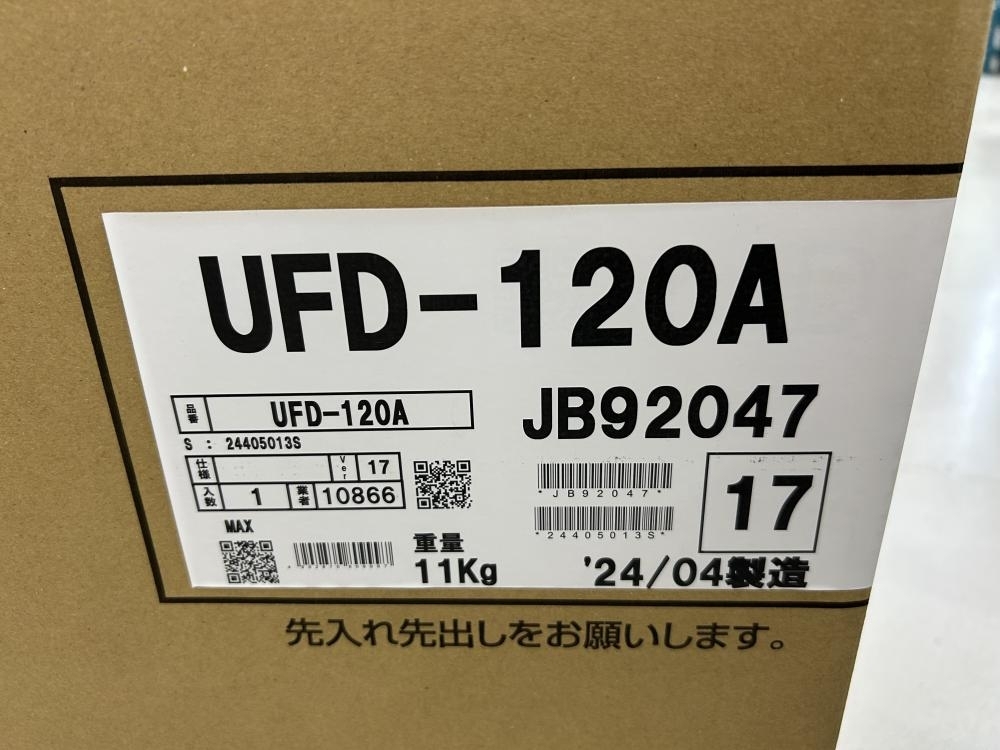 UFD-120A
品番 UFD-120A
JB92047
S : 24405013S
仕様 Ver 17
入数 1 業者 10866
*JB92047*
17
*24405013S*
MAX
重量
11Kg
'24/04製造
先入れ先出しをお願いします。